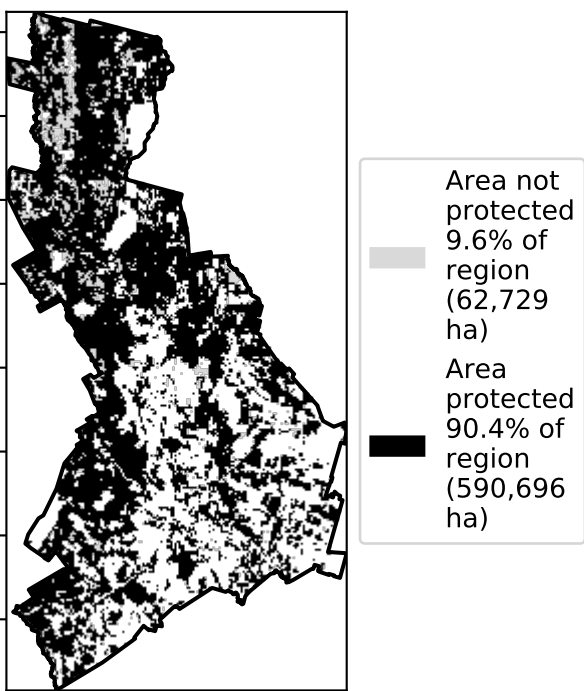 Area not
protected
9.6% of
region
(62,729
ha)
Area
protected
90.4% of
region
(590,696
ha)